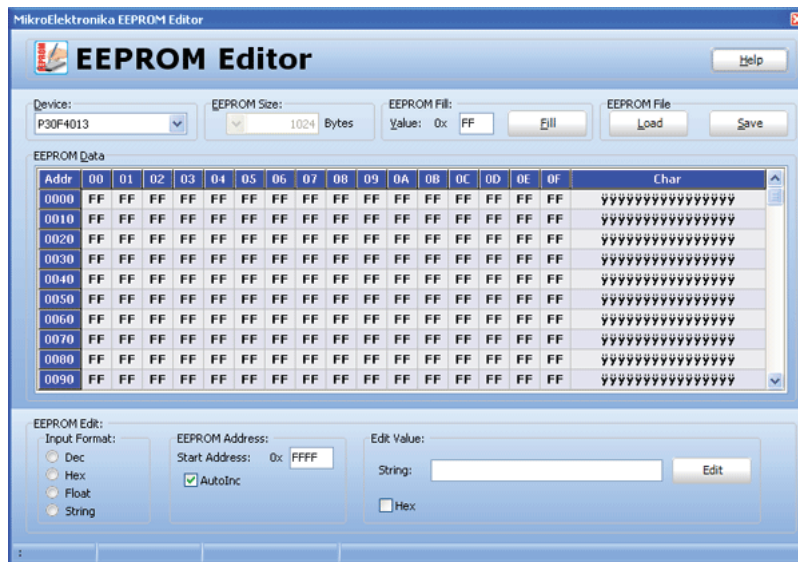 MikroElektronika EEPROM Editor
EEPROM
EEPROM Editor
Help
Device:
EEPROM Size:
EEPROM Fill:
EEPROM File
P30F4013
1024 Bytes
Value: 0x FF
Fill
Load
Save
EEPROM Data
Addr 00 01 02 03 04 05 06 07 08 09 0A 0B 0C 0D 0E 0F Char
0000 FF FF FF FF FF FF FF FF FF FF FF FF FF FF FF FF ÿÿÿÿÿÿÿÿÿÿÿÿÿÿÿÿ
0010 FF FF FF FF FF FF FF FF FF FF FF FF FF FF FF FF ÿÿÿÿÿÿÿÿÿÿÿÿÿÿÿÿ
0020 FF FF FF FF FF FF FF FF FF FF FF FF FF FF FF FF ÿÿÿÿÿÿÿÿÿÿÿÿÿÿÿÿ
0030 FF FF FF FF FF FF FF FF FF FF FF FF FF FF FF FF ÿÿÿÿÿÿÿÿÿÿÿÿÿÿÿÿ
0040 FF FF FF FF FF FF FF FF FF FF FF FF FF FF FF FF ÿÿÿÿÿÿÿÿÿÿÿÿÿÿÿÿ
0050 FF FF FF FF FF FF FF FF FF FF FF FF FF FF FF FF ÿÿÿÿÿÿÿÿÿÿÿÿÿÿÿÿ
0060 FF FF FF FF FF FF FF FF FF FF FF FF FF FF FF FF ÿÿÿÿÿÿÿÿÿÿÿÿÿÿÿÿ
0070 FF FF FF FF FF FF FF FF FF FF FF FF FF FF FF FF ÿÿÿÿÿÿÿÿÿÿÿÿÿÿÿÿ
0080 FF FF FF FF FF FF FF FF FF FF FF FF FF FF FF FF ÿÿÿÿÿÿÿÿÿÿÿÿÿÿÿÿ
0090 FF FF FF FF FF FF FF FF FF FF FF FF FF FF FF FF ÿÿÿÿÿÿÿÿÿÿÿÿÿÿÿÿ
EEPROM Edit:
Input Format:
Dec
Hex
Float
String
EEPROM Address:
Start Address: 0x FFFF
AutoInc
Edit Value:
String:
Edit
Hex
: